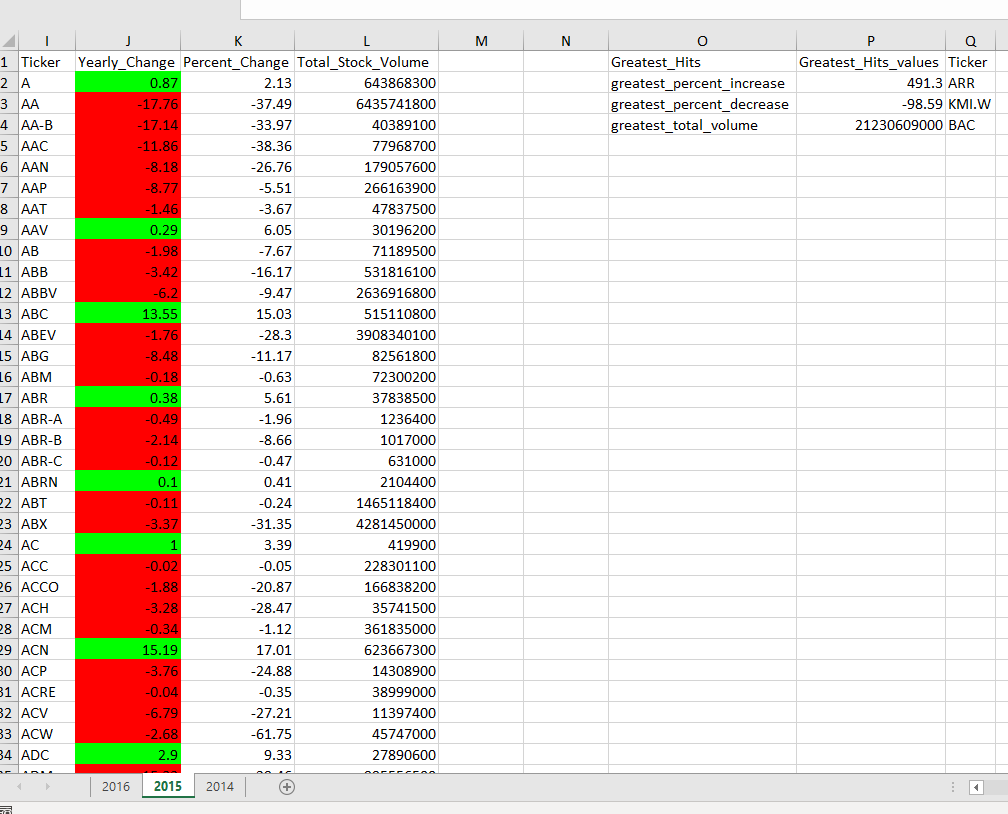 I J K L M N O P Q
1 Ticker Yearly_Change Percent_Change Total_Stock_Volume Greatest_Hits Greatest_Hits_values Ticker
2 A 0.87 2.13 643868300 greatest_percent_increase 491.3 ARR
3 AA -17.76 -37.49 6435741800 greatest_percent_decrease -98.59 KMI.W
4 AA-B -17.14 -33.97 40389100 greatest_total_volume 21230609000 BAC
5 AAC -11.86 -38.36 77968700
6 AAN -8.18 -26.76 179057600
7 AAP -8.77 -5.51 266163900
8 AAT -1.46 -3.67 47837500
9 AAV 0.29 6.05 30196200
10 AB -1.98 -7.67 71189500
11 ABB -3.42 -16.17 531816100
12 ABBV -6.2 -9.47 2636916800
13 ABC 13.55 15.03 515110800
14 ABEV -1.76 -28.3 3908340100
15 ABG -8.48 -11.17 82561800
16 ABM -0.18 -0.63 72300200
17 ABR 0.38 5.61 37838500
18 ABR-A -0.49 -1.96 1236400
19 ABR-B -2.14 -8.66 1017000
20 ABR-C -0.12 -0.47 631000
21 ABRN 0.1 0.41 2104400
22 ABT -0.11 -0.24 1465118400
23 ABX -3.37 -31.35 4281450000
24 AC 1 3.39 419900
25 ACC -0.02 -0.05 228301100
26 ACCO -1.88 -20.87 166838200
27 ACH -3.28 -28.47 35741500
28 ACM -0.34 -1.12 361835000
29 ACN 15.19 17.01 623667300
30 ACP -3.76 -24.88 14308900
31 ACRE -0.04 -0.35 38999000
32 ACV -6.79 -27.21 11397400
33 ACW -2.68 -61.75 45747000
34 ADC 2.9 9.33 27890600
2016 2015 2014